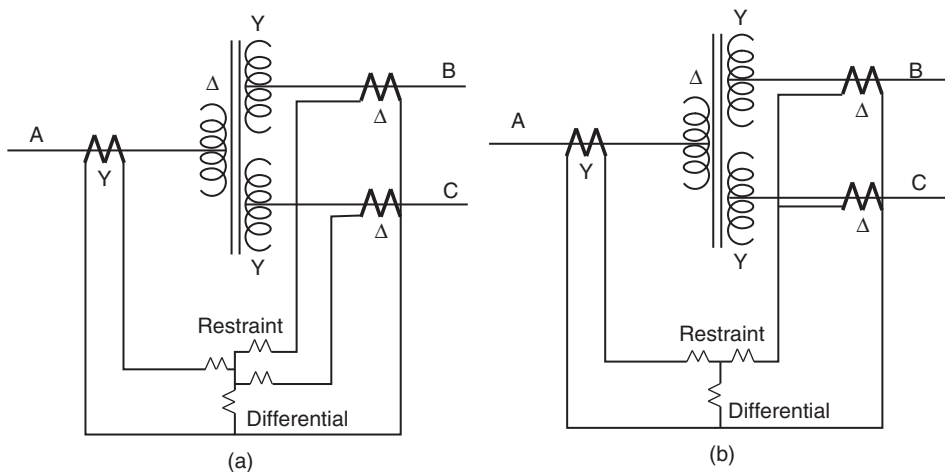 Y
B
Δ
A
Δ
Y
C
Δ
Y
Restraint
Differential
(a)
Y
B
Δ
A
Δ
Y
C
Δ
Y
Restraint
Differential
(b)